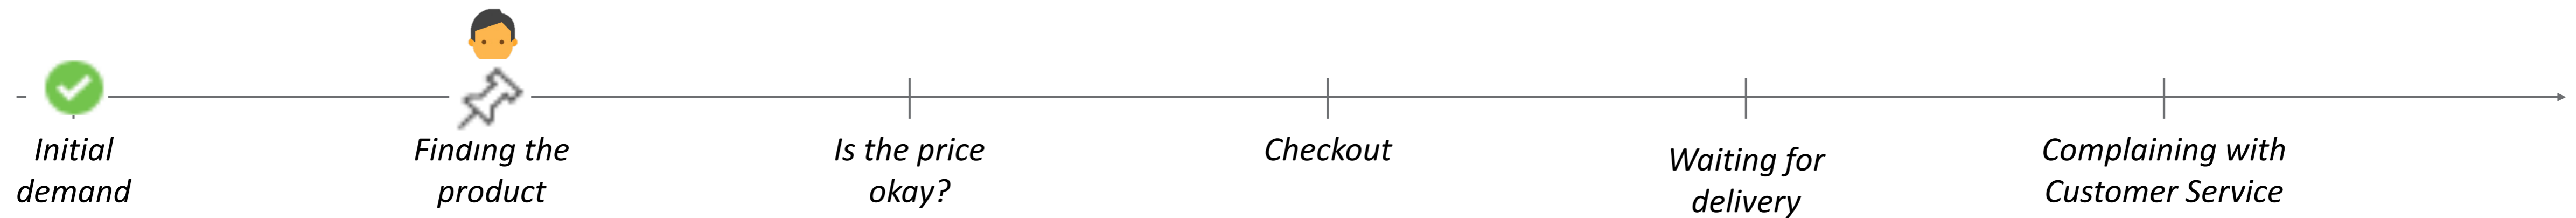 Initial
demand
Finding the
product
Is the price
okay?
Checkout
Waiting for
delivery
Complaining with
Customer Service